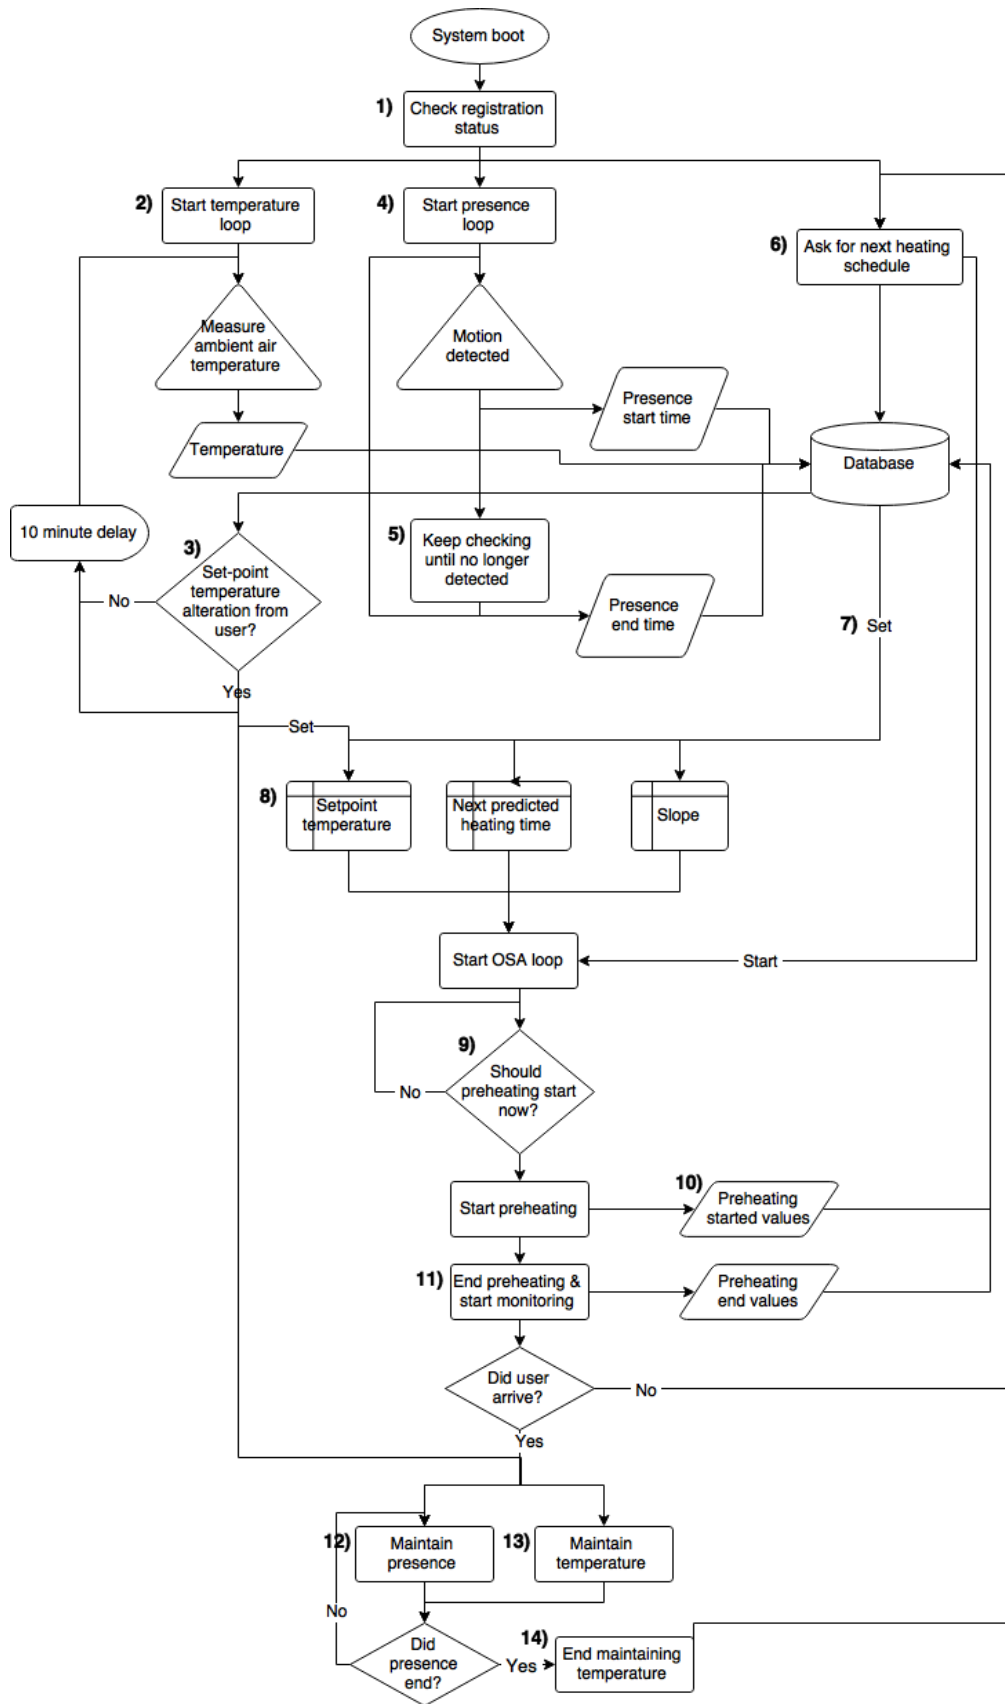 System boot
1)
Check registration
status
2)
Start temperature
loop
4)
Start presence
loop
6)
Ask for next heating
schedule
Measure
ambient air
temperature
Motion
detected
Presence
start time
Temperature
Database
10 minute delay
3)
Set-point
temperature
alteration from
user?
No
5)
Keep checking
until no longer
detected
Presence
end time
7)
Set
Yes
Set
8)
Setpoint
temperature
Next predicted
heating time
Slope
Start OSA loop
Start
9)
Should
preheating start
now?
No
Start preheating
10)
Preheating
started values
11)
End preheating &
start monitoring
Preheating
end values
Did user
arrive?
No
Yes
12)
Maintain
presence
13)
Maintain
temperature
No
Did
presence
end?
Yes
14)
End maintaining
temperature